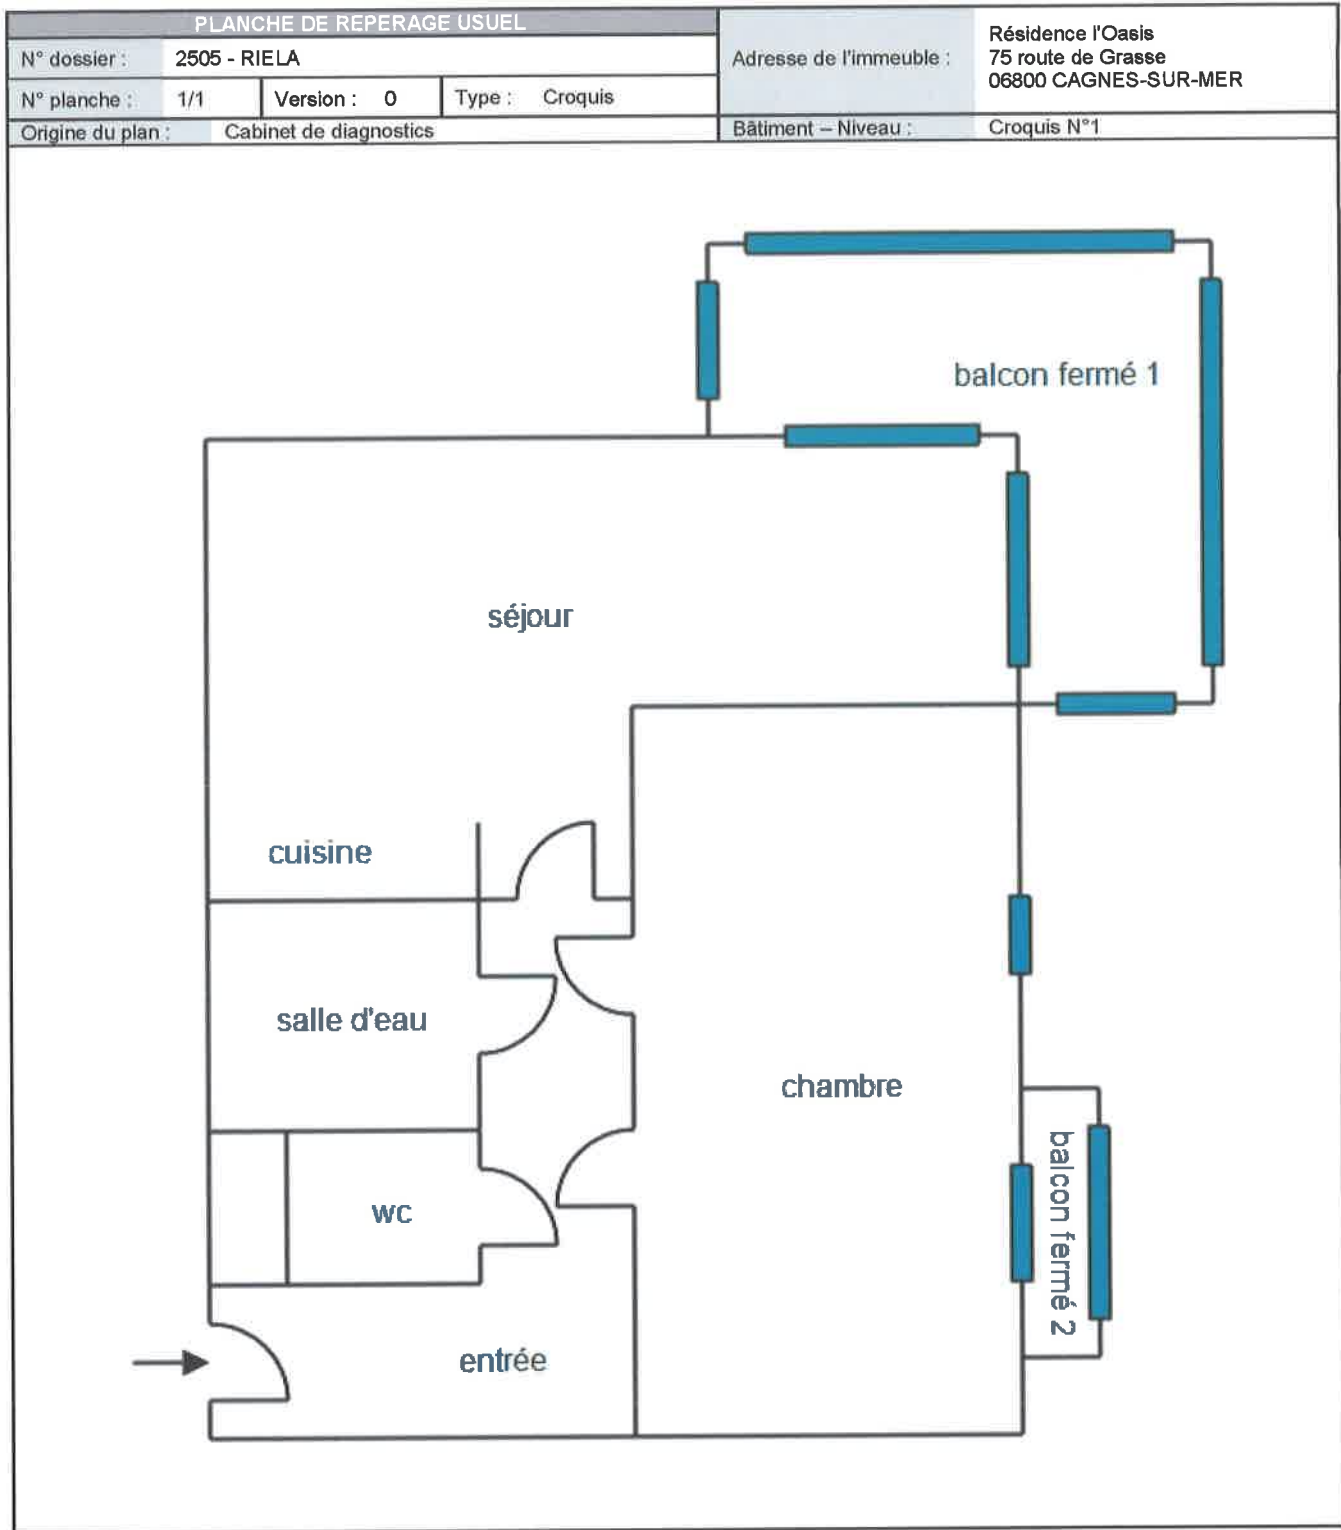 PLANCHE DE REPERAGE USUEL
N° dossier : 2505 - RIELA
Adresse de l'immeuble : Résidence l'Oasis
75 route de Grasse
06800 CAGNES-SUR-MER
N° planche : 1/1 Version : 0 Type : Croquis
Origine du plan : Cabinet de diagnostics
Bâtiment – Niveau : Croquis N°1
balcon fermé 1
séjour
cuisine
salle d'eau
chambre
balcon fermé 2
wc
entrée